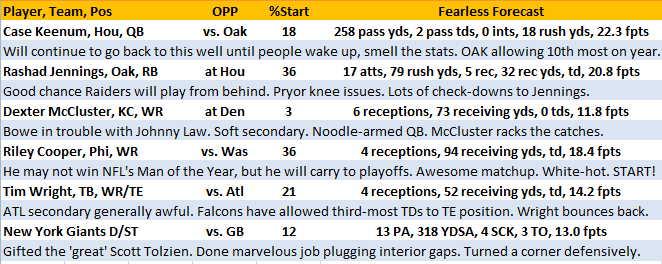 Player, Team, Pos OPP %Start Fearless Forecast
Case Keenum, Hou, QB vs. Oak 18 258 pass yds, 2 pass tds, 0 ints, 18 rush yds, 22.3 fpts
Will continue to go back to this well until people wake up, smell the stats. OAK allowing 10th most on year.
Rashad Jennings, Oak, RB at Hou 36 17 atts, 79 rush yds, 5 rec, 32 rec yds, td, 20.8 fpts
Good chance Raiders will play from behind. Pryor knee issues. Lots of check-downs to Jennings.
Dexter McCluster, KC, WR at Den 3 6 receptions, 73 receiving yds, 0 tds, 11.8 fpts
Bowe in trouble with Johnny Law. Soft secondary. Noodle-armed QB. McCluster racks the catches.
Riley Cooper, Phi, WR vs. Was 36 4 receptions, 94 receiving yds, td, 18.4 fpts
He may not win NFL's Man of the Year, but he will carry to playoffs. Awesome matchup. White-hot. START!
Tim Wright, TB, WR/TE vs. Atl 21 4 receptions, 52 receiving yds, td, 14.2 fpts
ATL secondary generally awful. Falcons have allowed third-most TDs to TE position. Wright bounces back.
New York Giants D/ST vs. GB 12 13 PA, 318 YDSA, 4 SCK, 3 TO, 13.0 fpts
Gifted the 'great' Scott Tolzien. Done marvelous job plugging interior gaps. Turned a corner defensively.